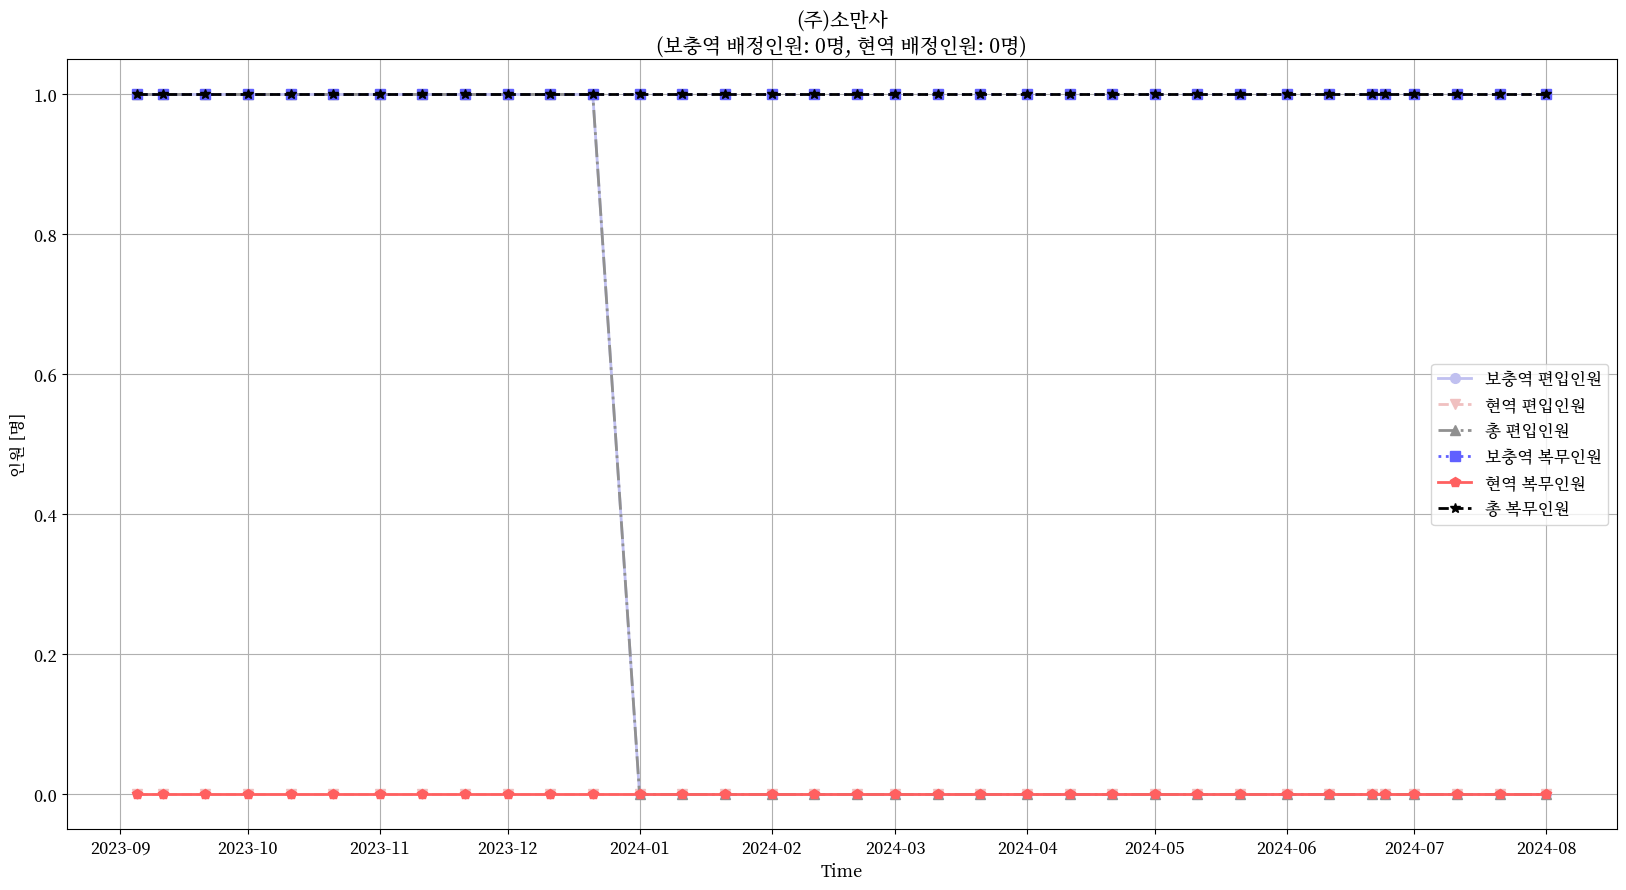 (주)소만사
(보충역 배정인원: 0명, 현역 배정인원: 0명)
인원 [명]
1.0
0.8
0.6
0.4
0.2
0.0
보충역 편입인원
현역 편입인원
총 편입인원
보충역 복무인원
현역 복무인원
총 복무인원
2023-09
2023-10
2023-11
2023-12
2024-01
2024-02
2024-03
2024-04
2024-05
2024-06
2024-07
2024-08
Time